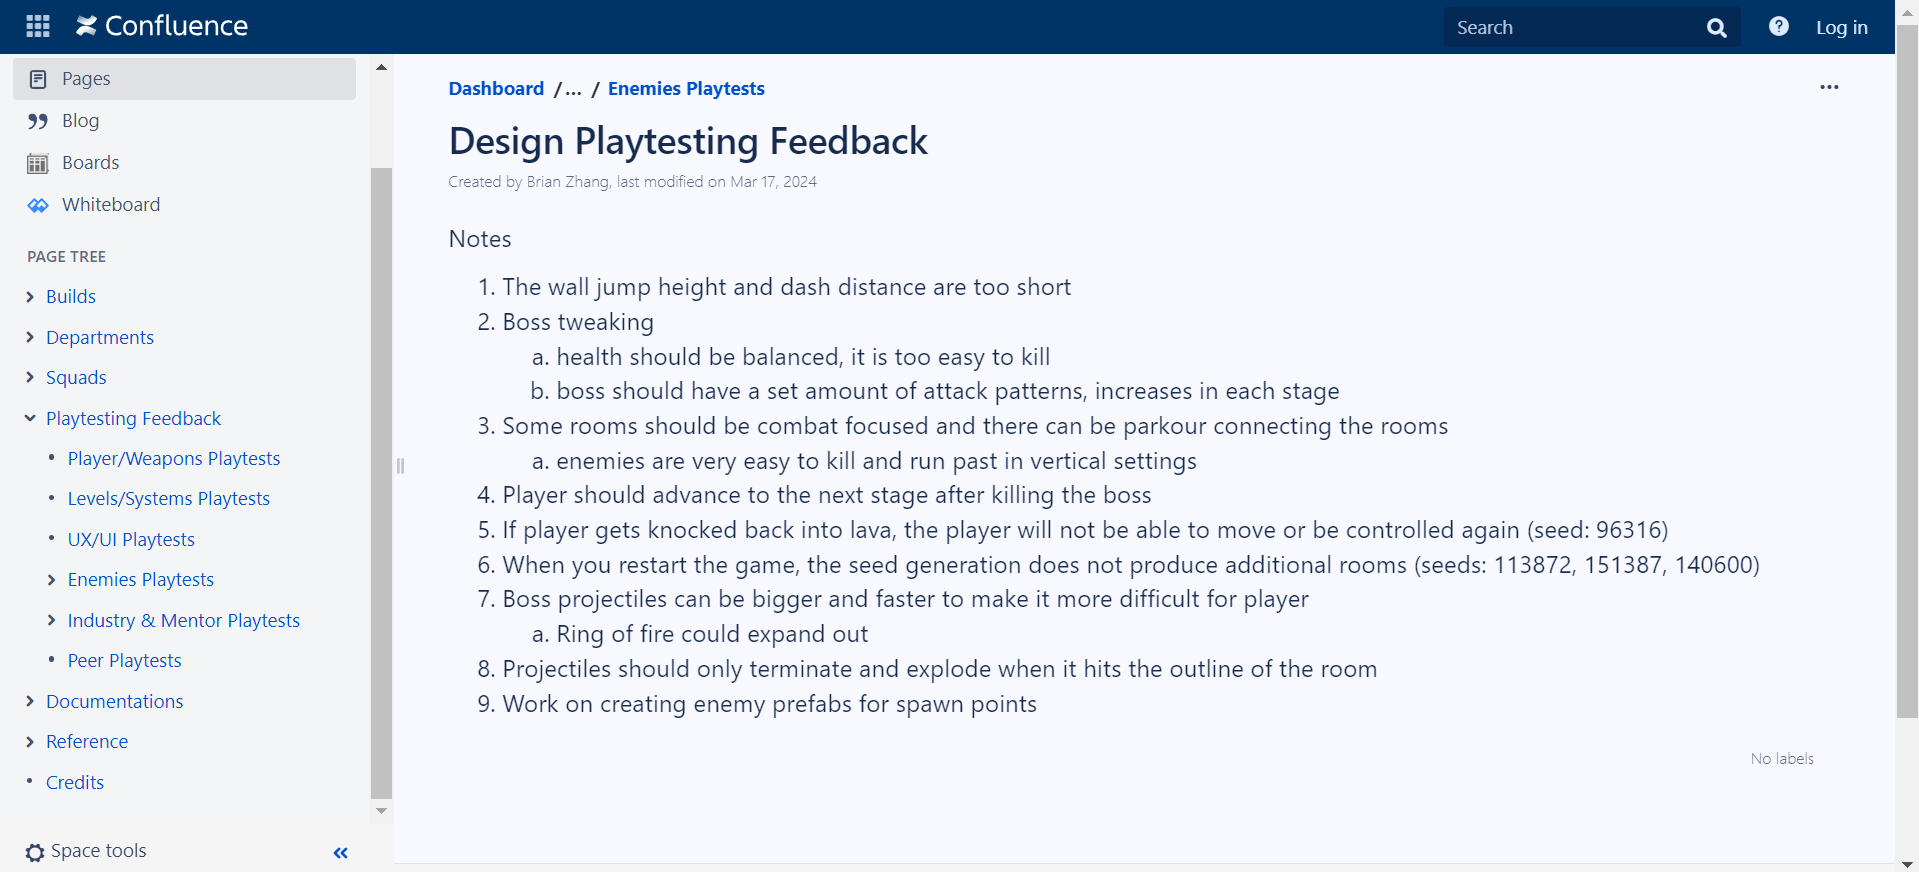 Confluence
Search
Log in
Pages
Blog
Boards
Whiteboard
PAGE TREE
Builds
Departments
Squads
Playtesting Feedback
Player/Weapons Playtests
Levels/Systems Playtests
UX/UI Playtests
Enemies Playtests
Industry & Mentor Playtests
Peer Playtests
Documentations
Reference
Credits
Space tools
Dashboard /... / Enemies Playtests
Design Playtesting Feedback
Created by Brian Zhang, last modified on Mar 17, 2024
Notes
1. The wall jump height and dash distance are too short
2. Boss tweaking
a. health should be balanced, it is too easy to kill
b. boss should have a set amount of attack patterns, increases in each stage
3. Some rooms should be combat focused and there can be parkour connecting the rooms
a. enemies are very easy to kill and run past in vertical settings
4. Player should advance to the next stage after killing the boss
5. If player gets knocked back into lava, the player will not be able to move or be controlled again (seed: 96316)
6. When you restart the game, the seed generation does not produce additional rooms (seeds: 113872, 151387, 140600)
7. Boss projectiles can be bigger and faster to make it more difficult for player
a. Ring of fire could expand out
8. Projectiles should only terminate and explode when it hits the outline of the room
9. Work on creating enemy prefabs for spawn points
No labels